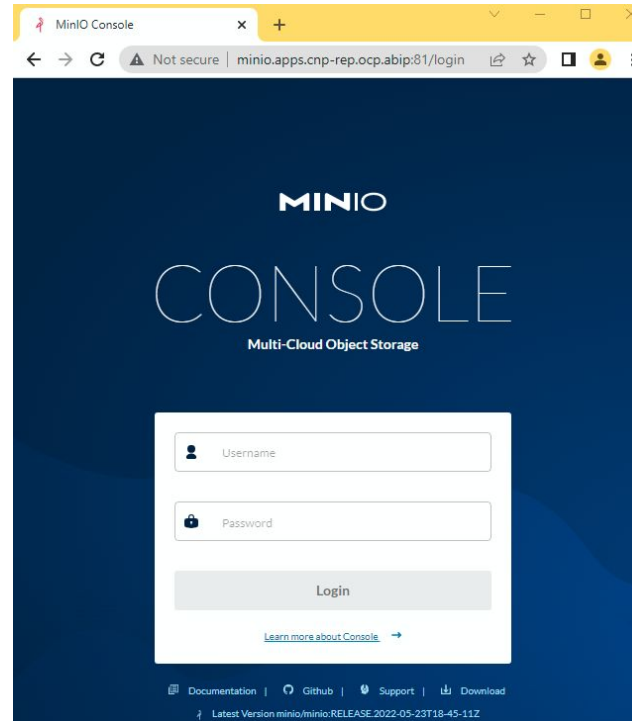 MinIO Console
Not secure | minio.apps.cnp-rep.ocp.abip:81/login
MINIO
CONSOLE
Multi-Cloud Object Storage
Username
Password
Login
Learn more about Console
Documentation | Github | Support | Download
Latest Version minio/minio:RELEASE.2022-05-23T18-45-11Z